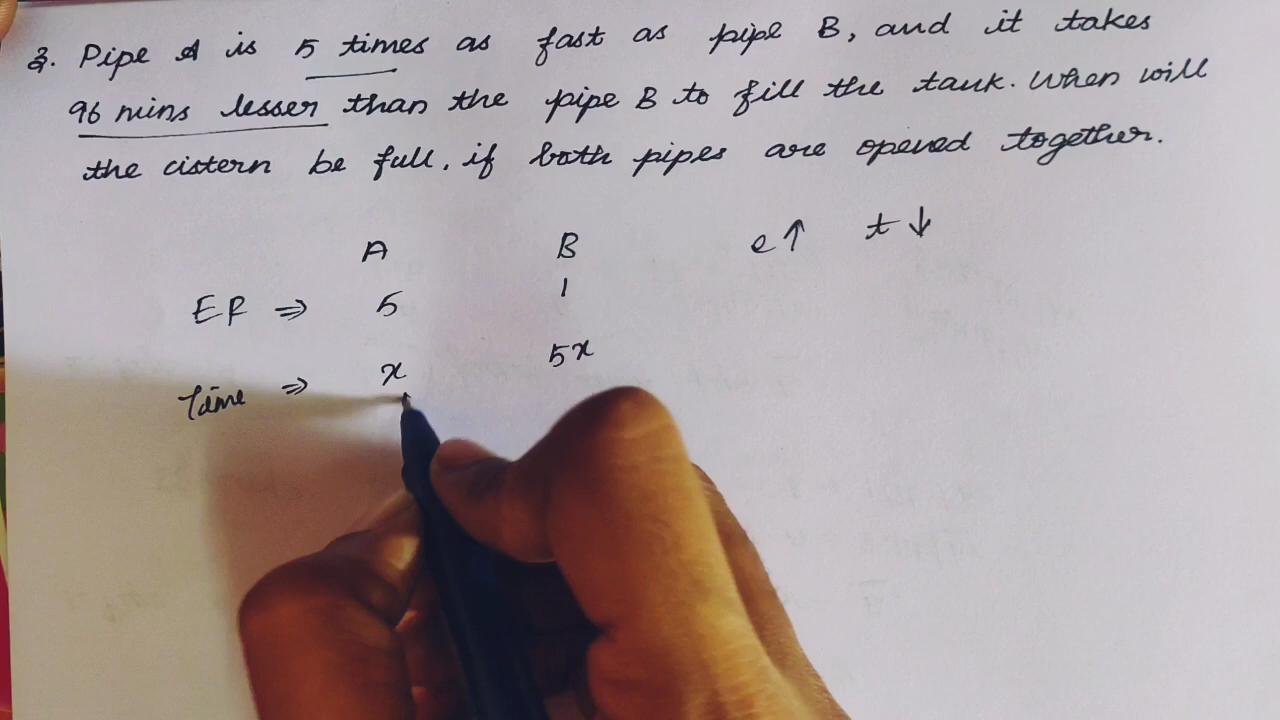 2. Pipe A is 5 times as fast as pipe B, and it takes
96 mins lesser than the pipe B to fill the tank. When will
the cistern be full, if both pipes are opened together.
A B e↑ t↓
EF ⇒ 5 1
Time ⇒ x 5x